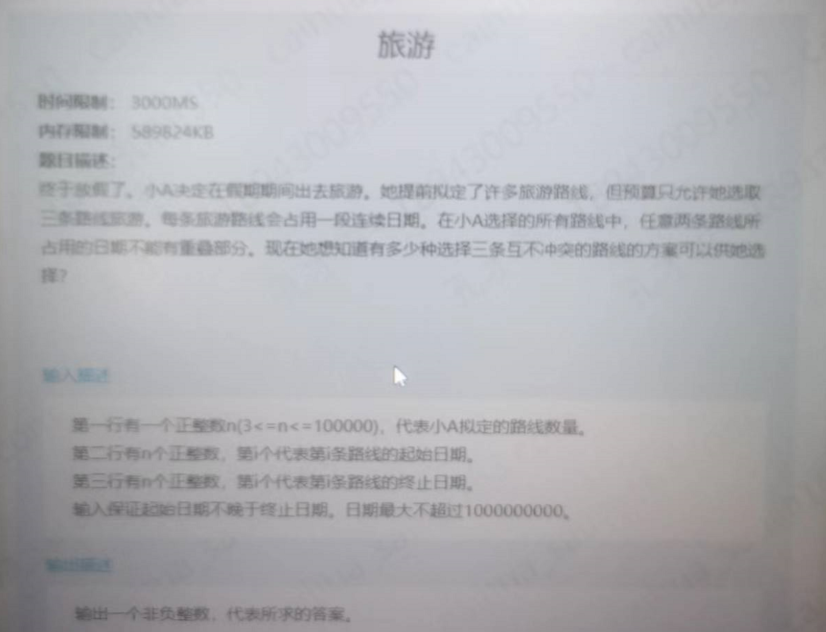 旅游
时间限制： 3000MS
内存限制： 589824KB
题目描述：
终于放假了。小A决定在假期期间出去旅游。她提前拟定了许多旅游路线，但预算只允许她选取
三条路线旅游。每条旅游路线会占用一段连续日期。在小A选择的所有路线中，任意两条路线所
占用的日期不能有重叠部分。现在她想知道有多少种选择三条互不冲突的路线的方案可以供她选
择？
输入描述
第一行有一个正整数n(3<=n<=100000)，代表小A拟定的路线数量。
第二行有n个正整数，第i个代表第i条路线的起始日期。
第三行有n个正整数，第i个代表第i条路线的终止日期。
输入保证起始日期不晚于终止日期。日期最大不超过1000000000。
输出描述
输出一个非负整数，代表所求的答案。